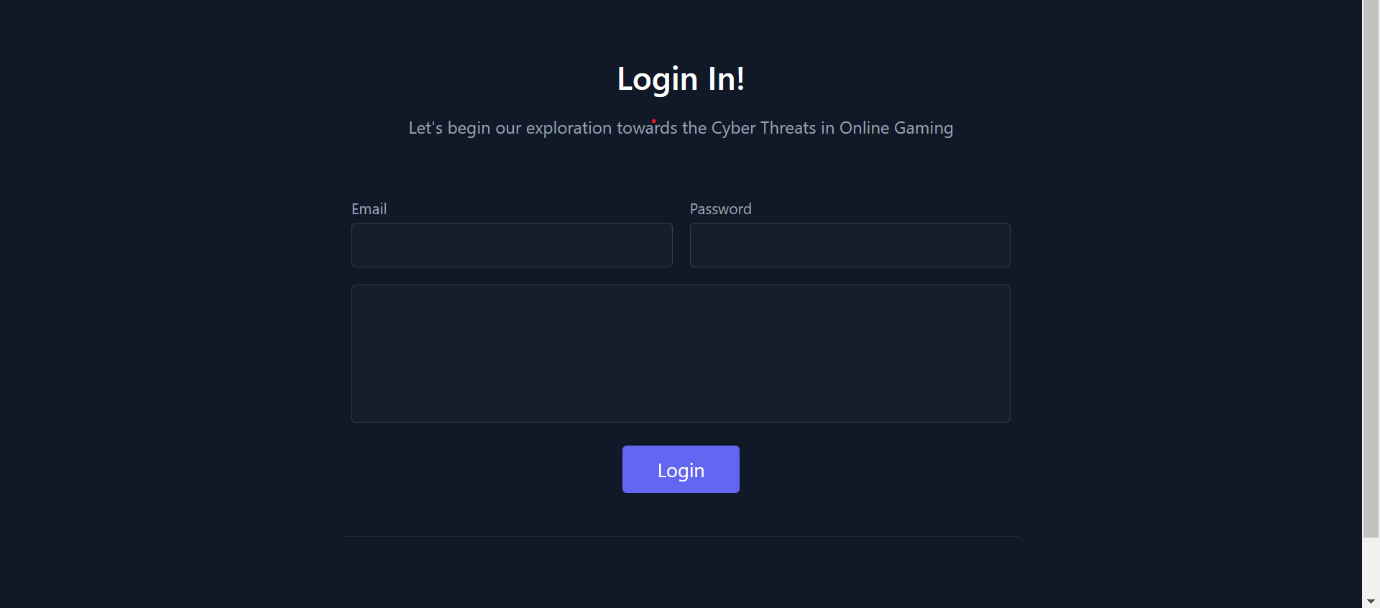 Login In!
Let's begin our exploration towards the Cyber Threats in Online Gaming
Email
Password
Login